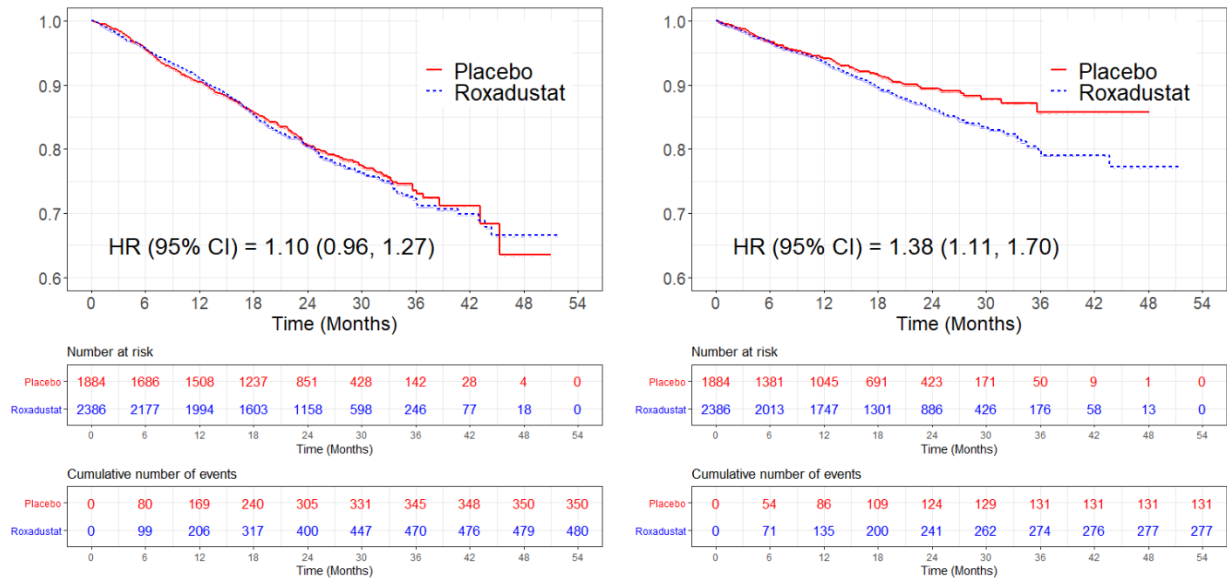 1.0
0.9
0.8
0.7
0.6
Placebo
Roxadustat
HR (95% CI) = 1.10 (0.96, 1.27)
0 6 12 18 24 30 36 42 48 54
Time (Months)
Number at risk
Placebo 1884 1686 1508 1237 851 428 142 28 4 0
Roxadustat 2386 2177 1994 1603 1158 598 246 77 18 0
0 6 12 18 24 30 36 42 48 54
Time (Months)
Cumulative number of events
Placebo 0 80 169 240 305 331 345 348 350 350
Roxadustat 0 99 206 317 400 447 470 476 479 480
0 6 12 18 24 30 36 42 48 54
Time (Months)
1.0
0.9
0.8
0.7
0.6
Placebo
Roxadustat
HR (95% CI) = 1.38 (1.11, 1.70)
0 6 12 18 24 30 36 42 48 54
Time (Months)
Number at risk
Placebo 1884 1381 1045 691 423 171 50 9 1 0
Roxadustat 2386 2013 1747 1301 886 426 176 58 13 0
0 6 12 18 24 30 36 42 48 54
Time (Months)
Cumulative number of events
Placebo 0 54 86 109 124 129 131 131 131 131
Roxadustat 0 71 135 200 241 262 274 276 277 277
0 6 12 18 24 30 36 42 48 54
Time (Months)